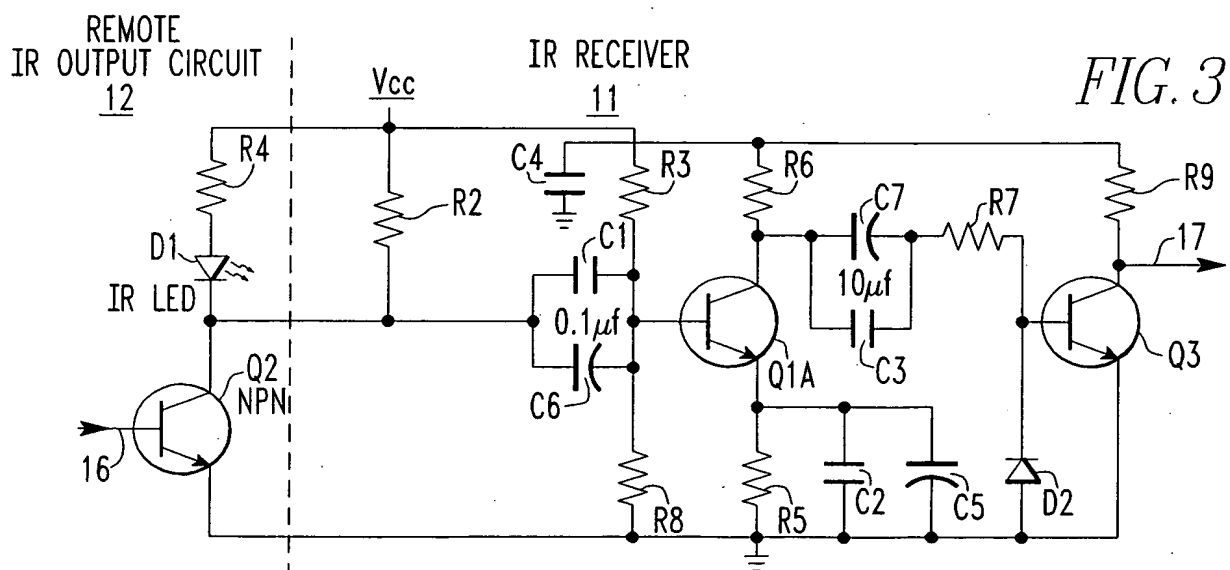 REMOTE
IR OUTPUT CIRCUIT
12
IR RECEIVER
11
FIG. 3
Vcc
R4
R2
C4
R3
R6
C7
R7
R9
D1
IR LED
C1
10μf
17
0.1μf
Q2
NPN
C6
Q1A
C3
Q3
16
R8
R5
C2
C5
D2